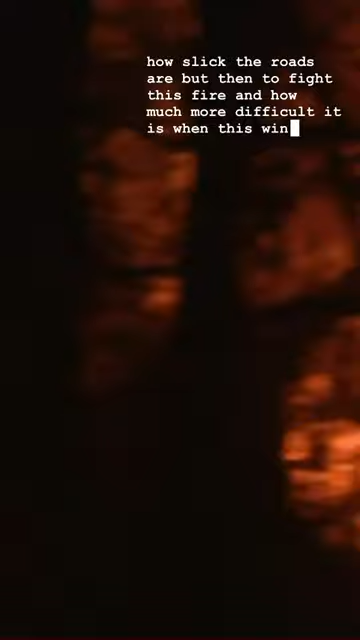 how slick the roads
are but then to fight
this fire and how
much more difficult it
is when this win